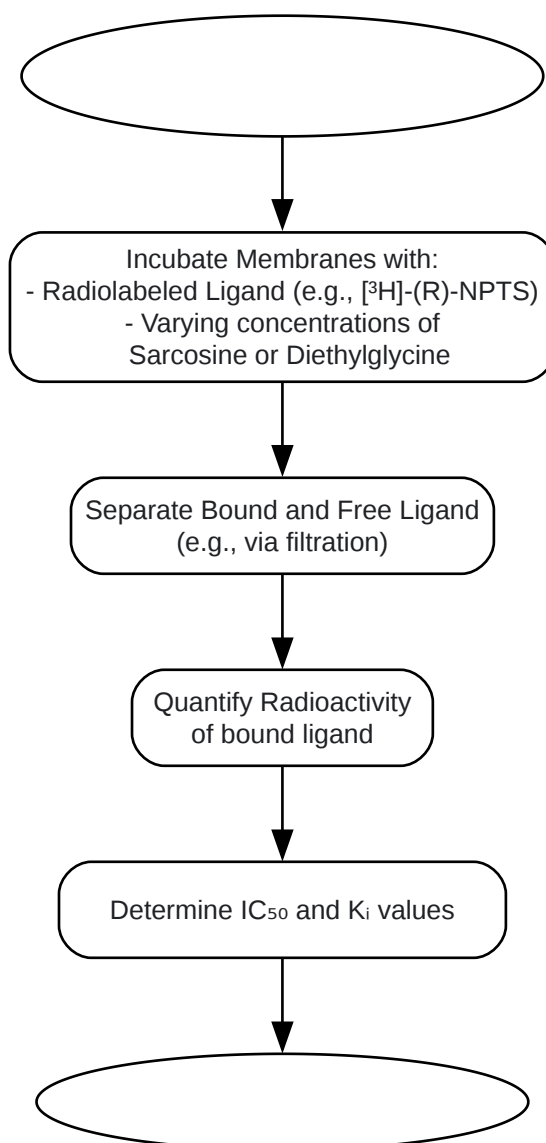 Incubate Membranes with:
- Radiolabeled Ligand (e.g., [³H]-(R)-NPTS)
- Varying concentrations of
Sarcosine or Diethylglycine
Separate Bound and Free Ligand
(e.g., via filtration)
Quantify Radioactivity
of bound ligand
Determine IC₅₀ and Kᵢ values